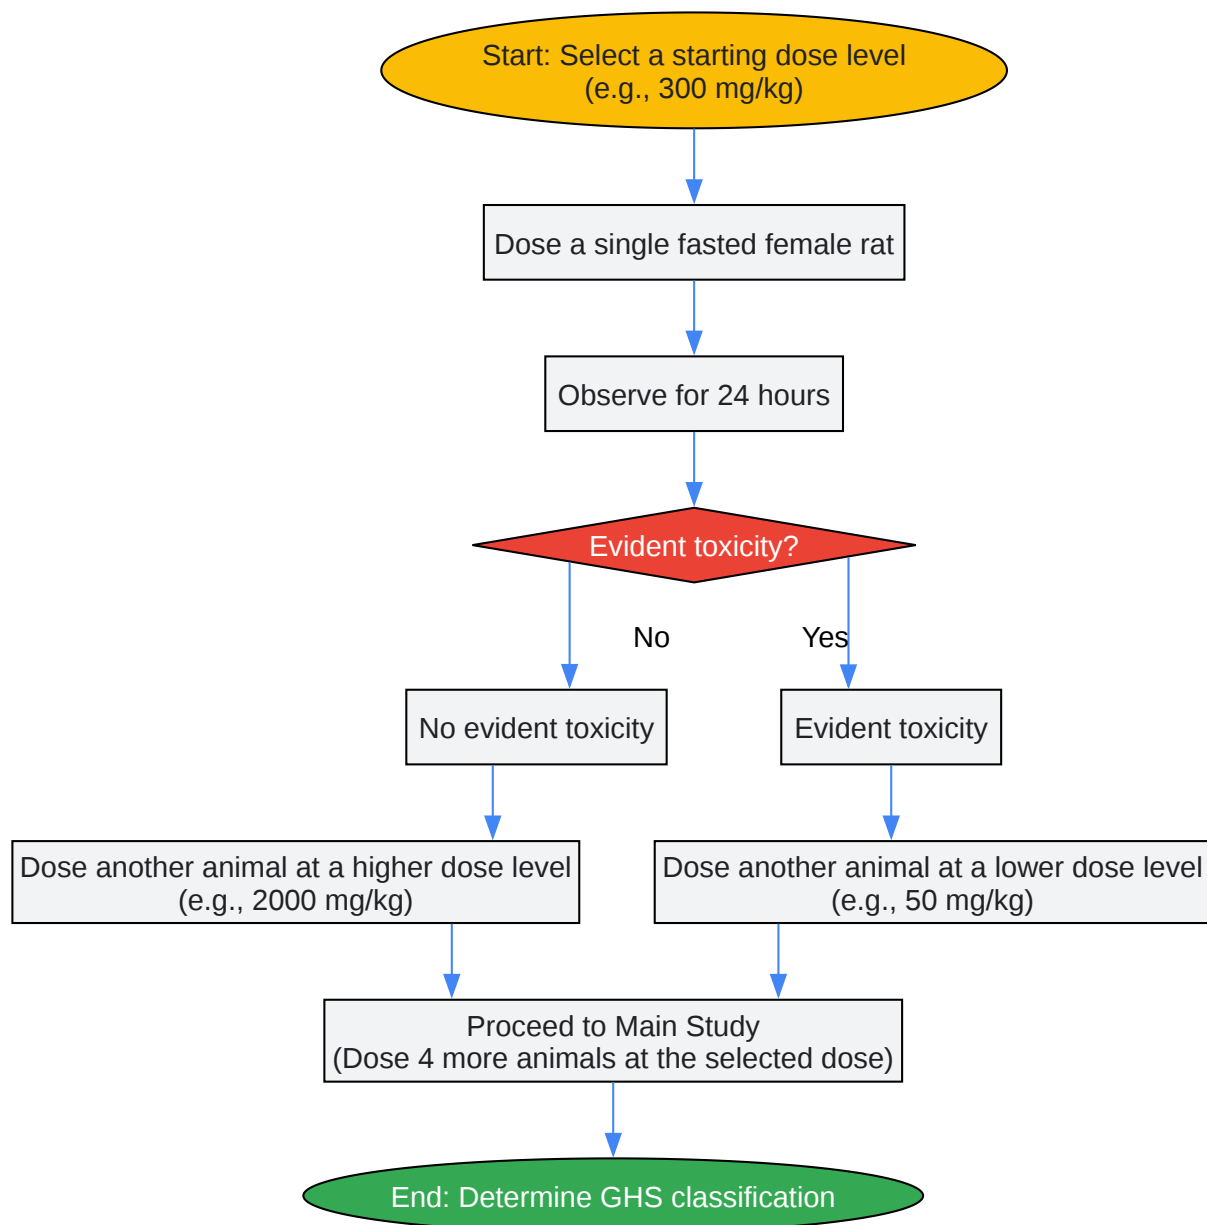 Start: Select a starting dose level
(e.g., 300 mg/kg)
Dose a single fasted female rat
Observe for 24 hours
Evident toxicity?
No
Yes
No evident toxicity
Evident toxicity
Dose another animal at a higher dose level
(e.g., 2000 mg/kg)
Dose another animal at a lower dose level
(e.g., 50 mg/kg)
Proceed to Main Study
(Dose 4 more animals at the selected dose)
End: Determine GHS classification